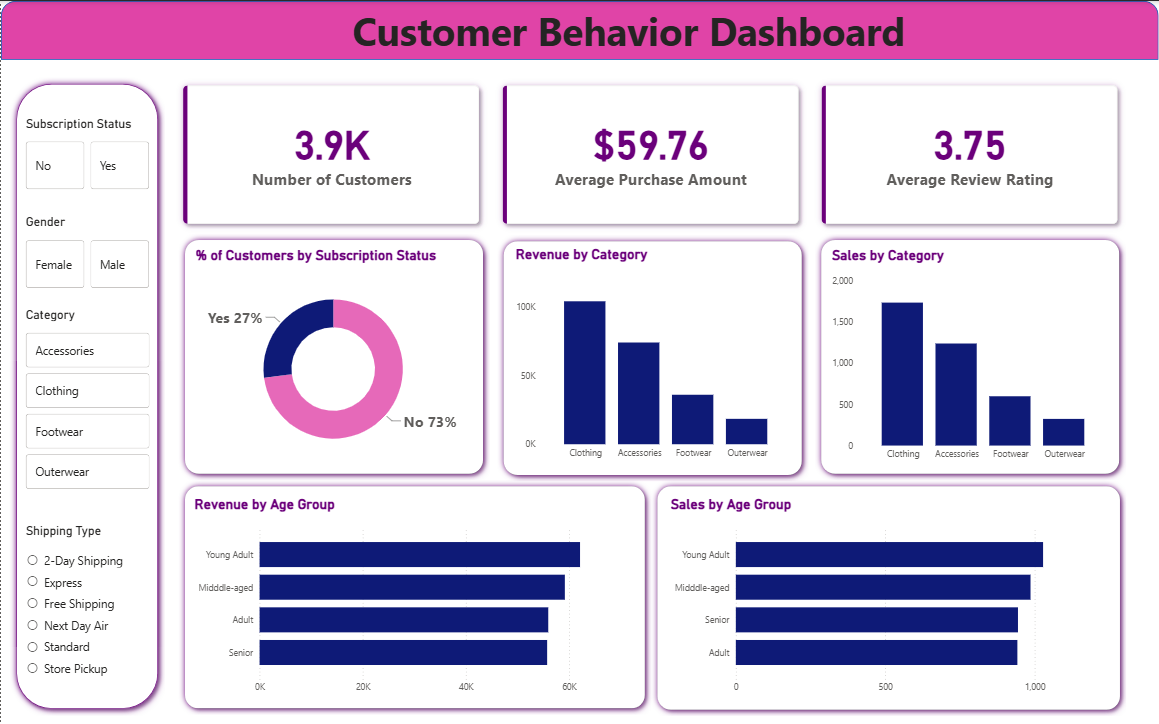 Customer Behavior Dashboard
Subscription Status
No
Yes
Gender
Female
Male
Category
Accessories
Clothing
Footwear
Outerwear
Shipping Type
2-Day Shipping
Express
Free Shipping
Next Day Air
Standard
Store Pickup
3.9K
Number of Customers
$59.76
Average Purchase Amount
3.75
Average Review Rating
% of Customers by Subscription Status
Yes 27%
No 73%
Revenue by Category
100K
50K
0K
Clothing Accessories Footwear Outerwear
Sales by Category
2,000
1,500
1,000
500
0
Clothing Accessories Footwear Outerwear
Revenue by Age Group
Young Adult
Midddle-aged
Adult
Senior
0K 20K 40K 60K
Sales by Age Group
Young Adult
Midddle-aged
Senior
Adult
0 500 1,000